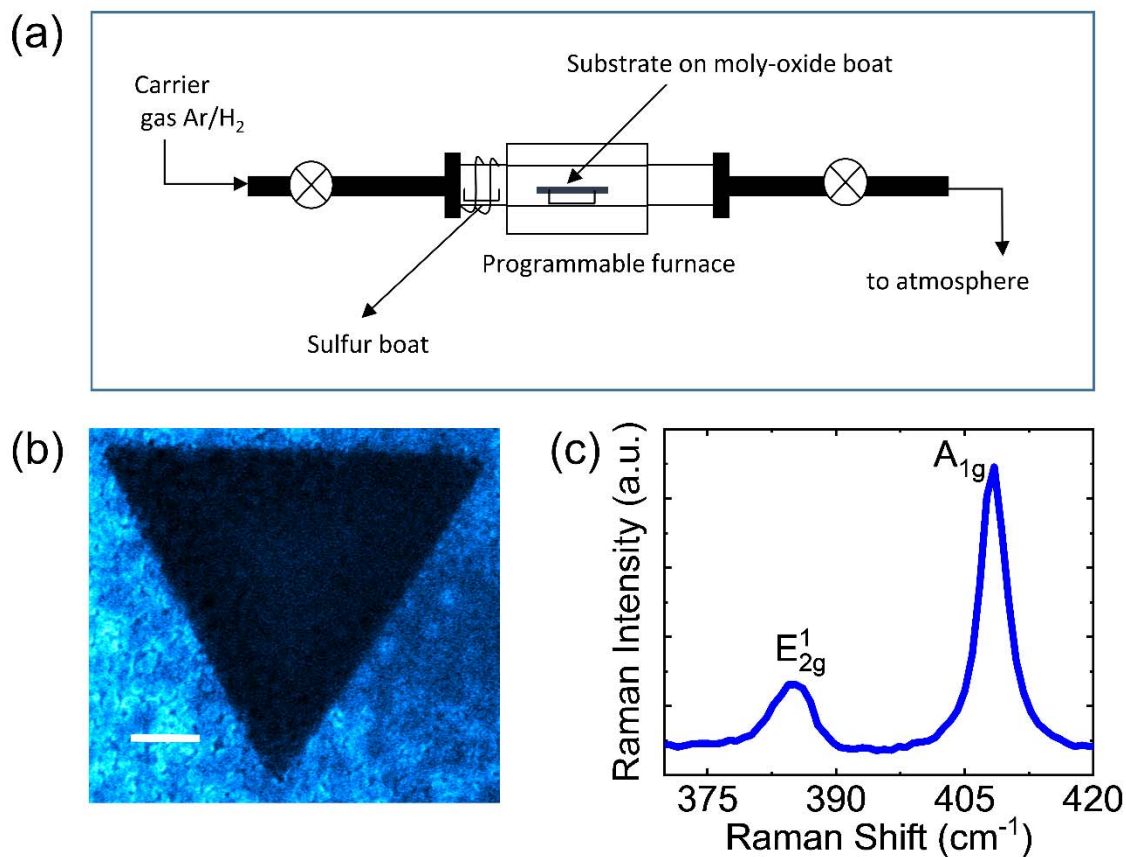 (a)
Substrate on moly-oxide boat
Carrier
gas Ar/H₂
Programmable furnace
to atmosphere
Sulfur boat
(b)
(c)
Raman Intensity (a.u.)
A₁g
E¹₂g
375 390 405 420
Raman Shift (cm⁻¹)